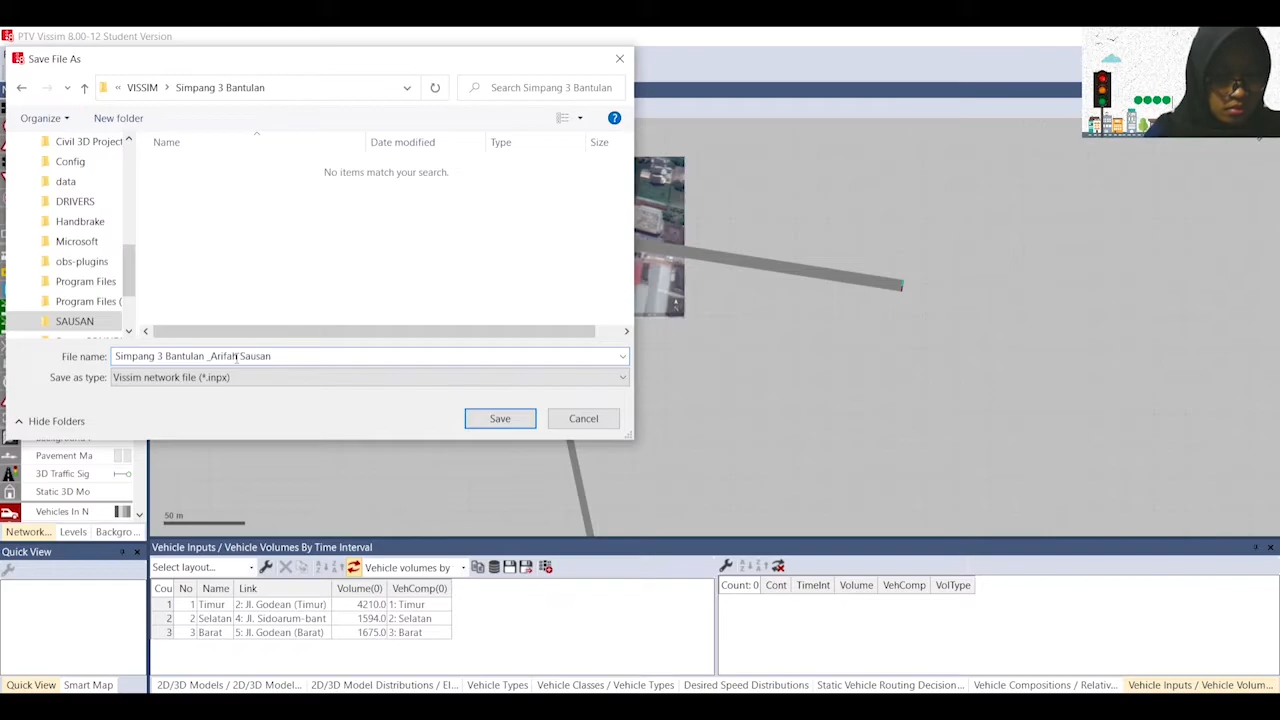 PTV Vissim 8.00-12 Student Version
Save File As
« VISSIM > Simpang 3 Bantulan
Search Simpang 3 Bantulan
Organize
New folder
Name Date modified Type Size
No items match your search.
Civil 3D Project
Config
data
DRIVERS
Handbrake
Microsoft
obs-plugins
Program Files
Program Files (
SAUSAN
File name: Simpang 3 Bantulan _Arifah Sausan
Save as type: Vissim network file (*.inpx)
Hide Folders
Save
Cancel
Pavement Ma
3D Traffic Sig
Static 3D Mo
Vehicles In N
50 m
Network... Levels Backgro...
Quick View
Vehicle Inputs / Vehicle Volumes By Time Interval
Select layout...
Vehicle volumes by
Cou No Name Link Volume(0) VehComp(0)
1 1 Timur 2: Jl. Godean (Timur) 4210.0 1: Timur
2 2 Selatan 4: Jl. Sidoarum-bant 1594.0 2: Selatan
3 3 Barat 5: Jl. Godean (Barat) 1675.0 3: Barat
Count: 0 Cont TimeInt Volume VehComp VolType
Quick View Smart Map
2D/3D Models / 2D/3D Model... 2D/3D Model Distributions / El... Vehicle Types Vehicle Classes / Vehicle Types Desired Speed Distributions Static Vehicle Routing Decision... Vehicle Compositions / Relativ... Vehicle Inputs / Vehicle Volum...